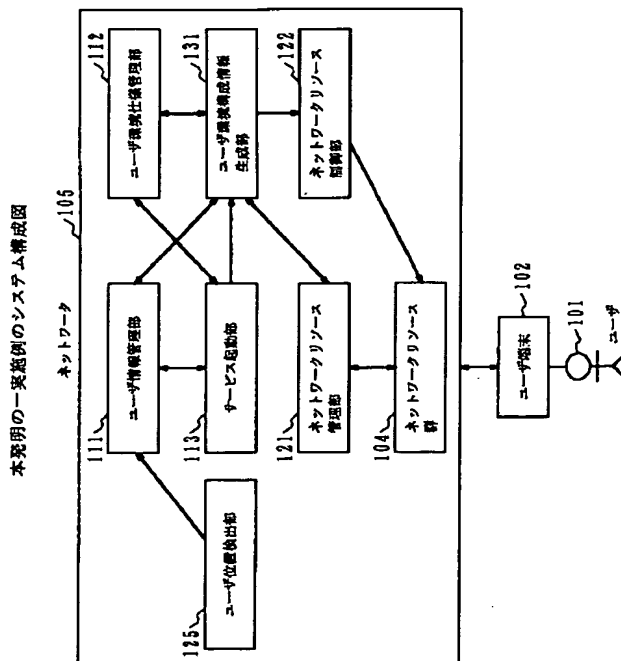 本発明の一実施例のシステム構成図
ネットワーク
105
112
ユーザ環境仕様管理部
131
ユーザ環境構成情報
生成部
122
ネットワークリソース
制御部
111
ユーザ情報管理部
113
サービス起動部
121
ネットワークリソース
管理部
104
ネットワークリソース
群
125
ユーザ位置検出部
102
ユーザ端末
101
ユーザ